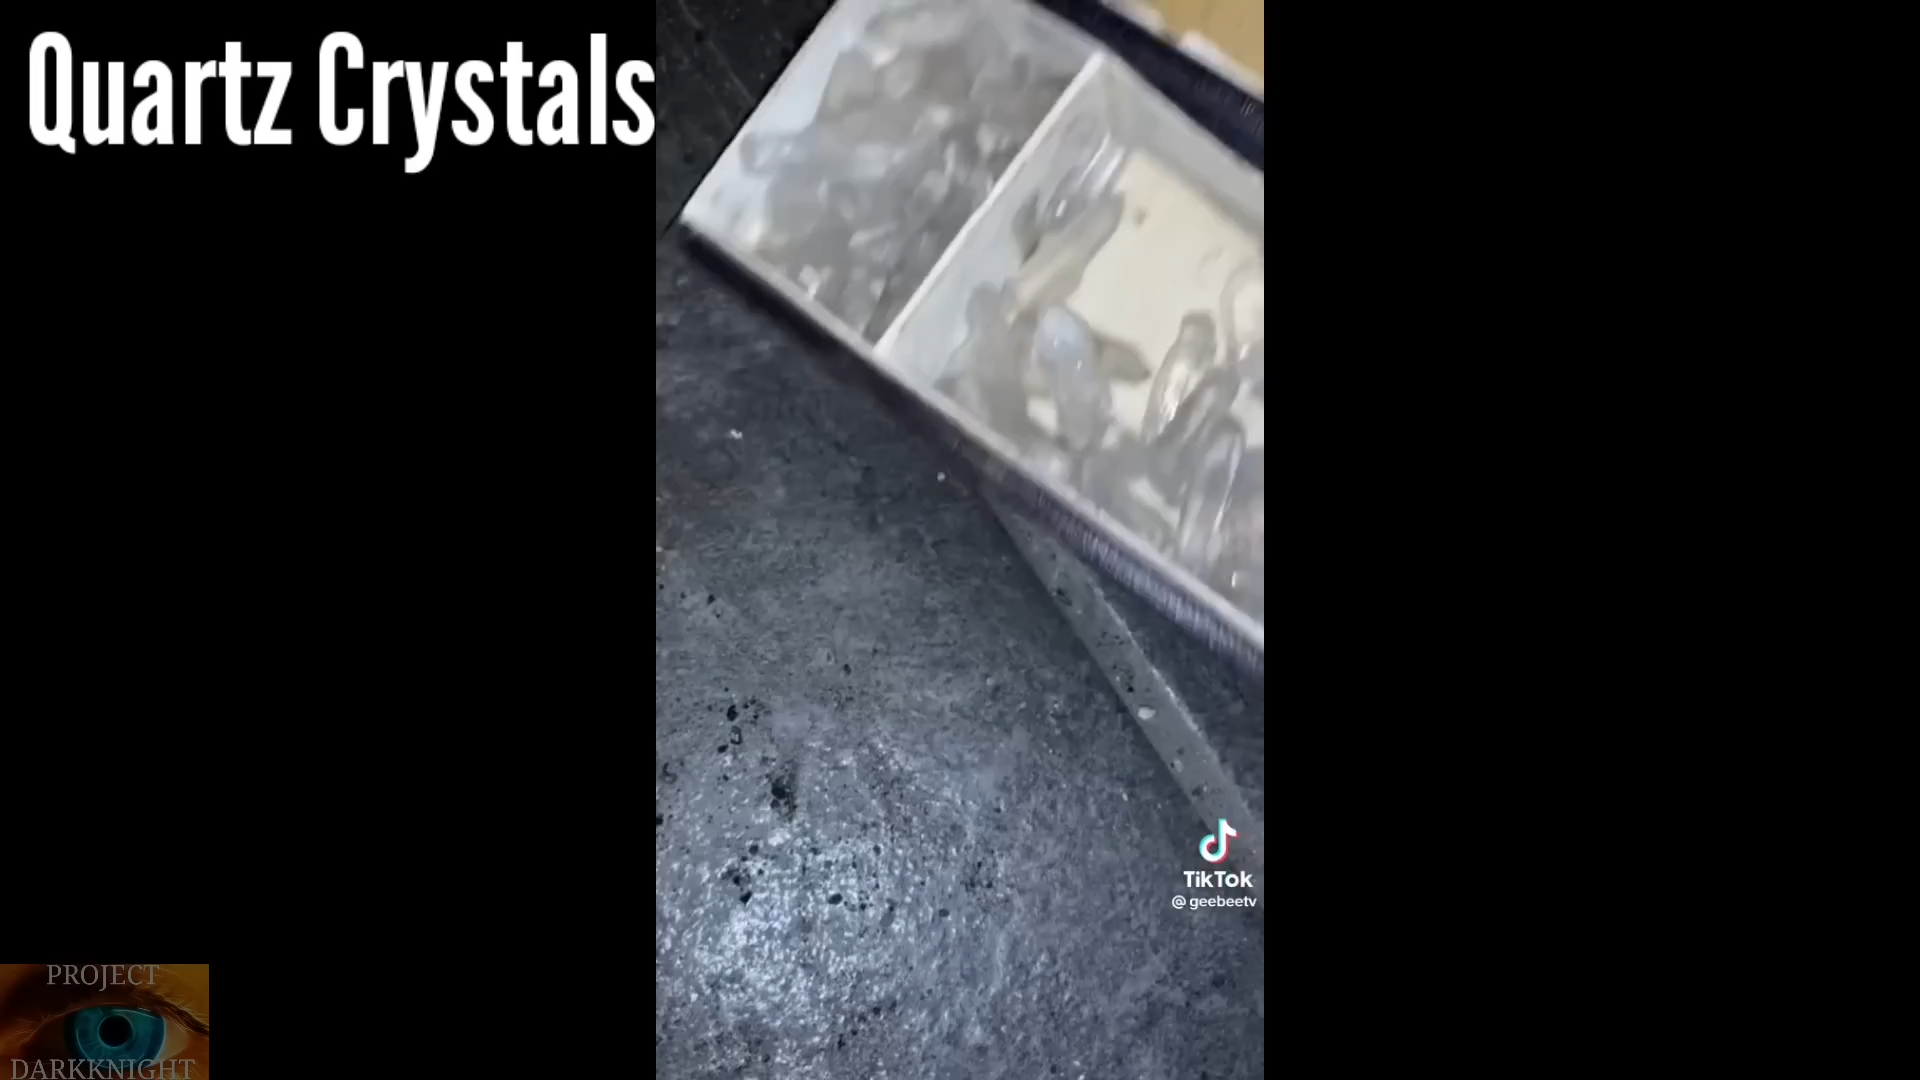 Quartz Crystals
TikTok
@ geebeetv
PROJECT
DARKKNIGHT